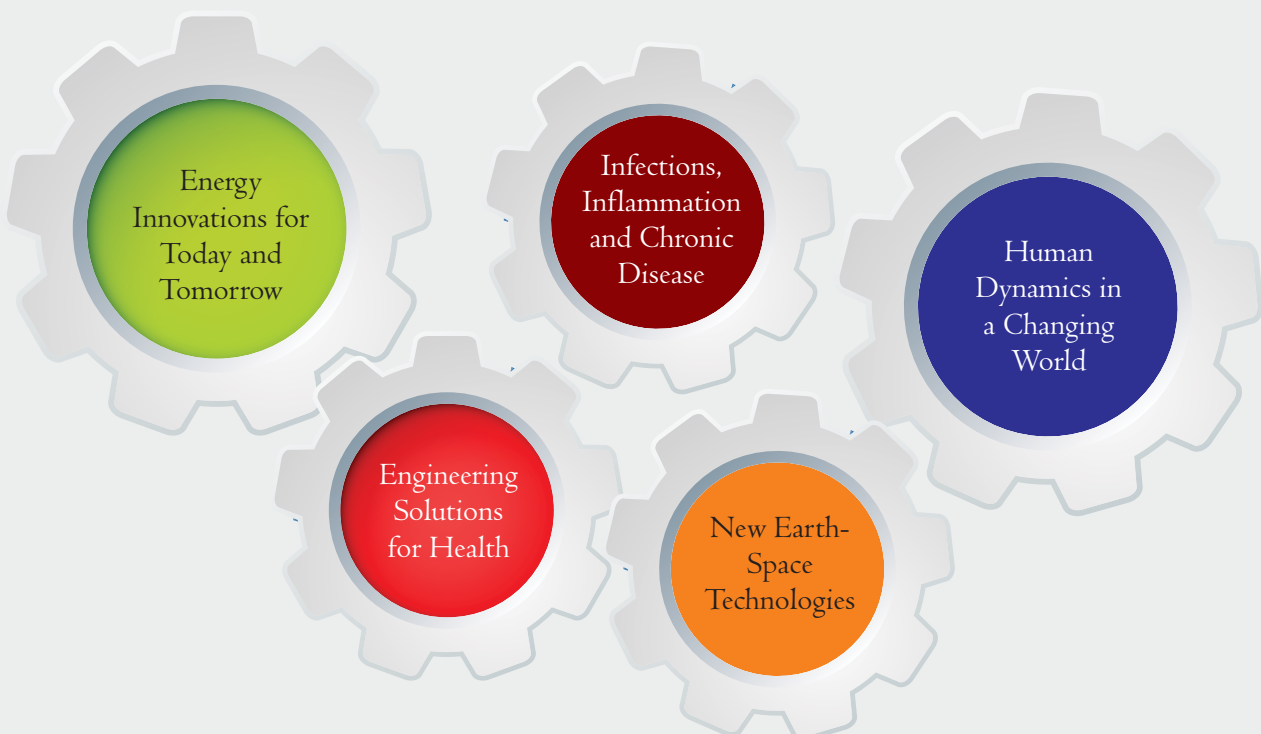 Energy
Innovations for
Today and
Tomorrow
Infections,
Inflammation
and Chronic
Disease
Human
Dynamics in
a Changing
World
Engineering
Solutions
for Health
New Earth-
Space
Technologies